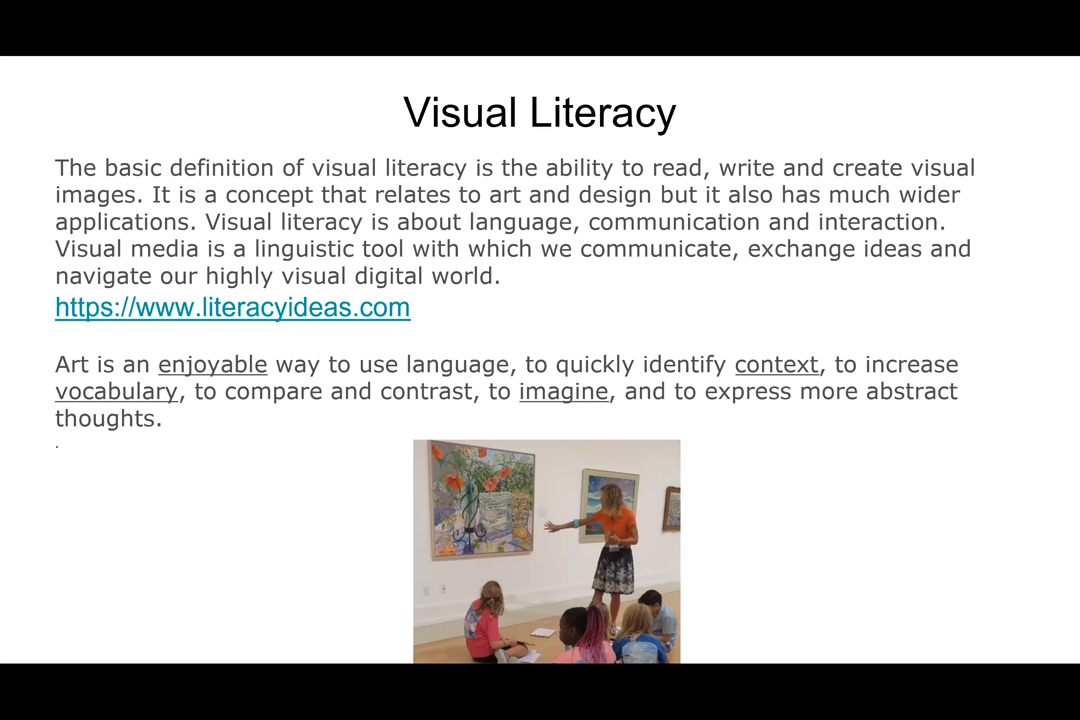 Visual Literacy
The basic definition of visual literacy is the ability to read, write and create visual
images. It is a concept that relates to art and design but it also has much wider
applications. Visual literacy is about language, communication and interaction.
Visual media is a linguistic tool with which we communicate, exchange ideas and
navigate our highly visual digital world.
https://www.literacyideas.com
Art is an enjoyable way to use language, to quickly identify context, to increase
vocabulary, to compare and contrast, to imagine, and to express more abstract
thoughts.
.